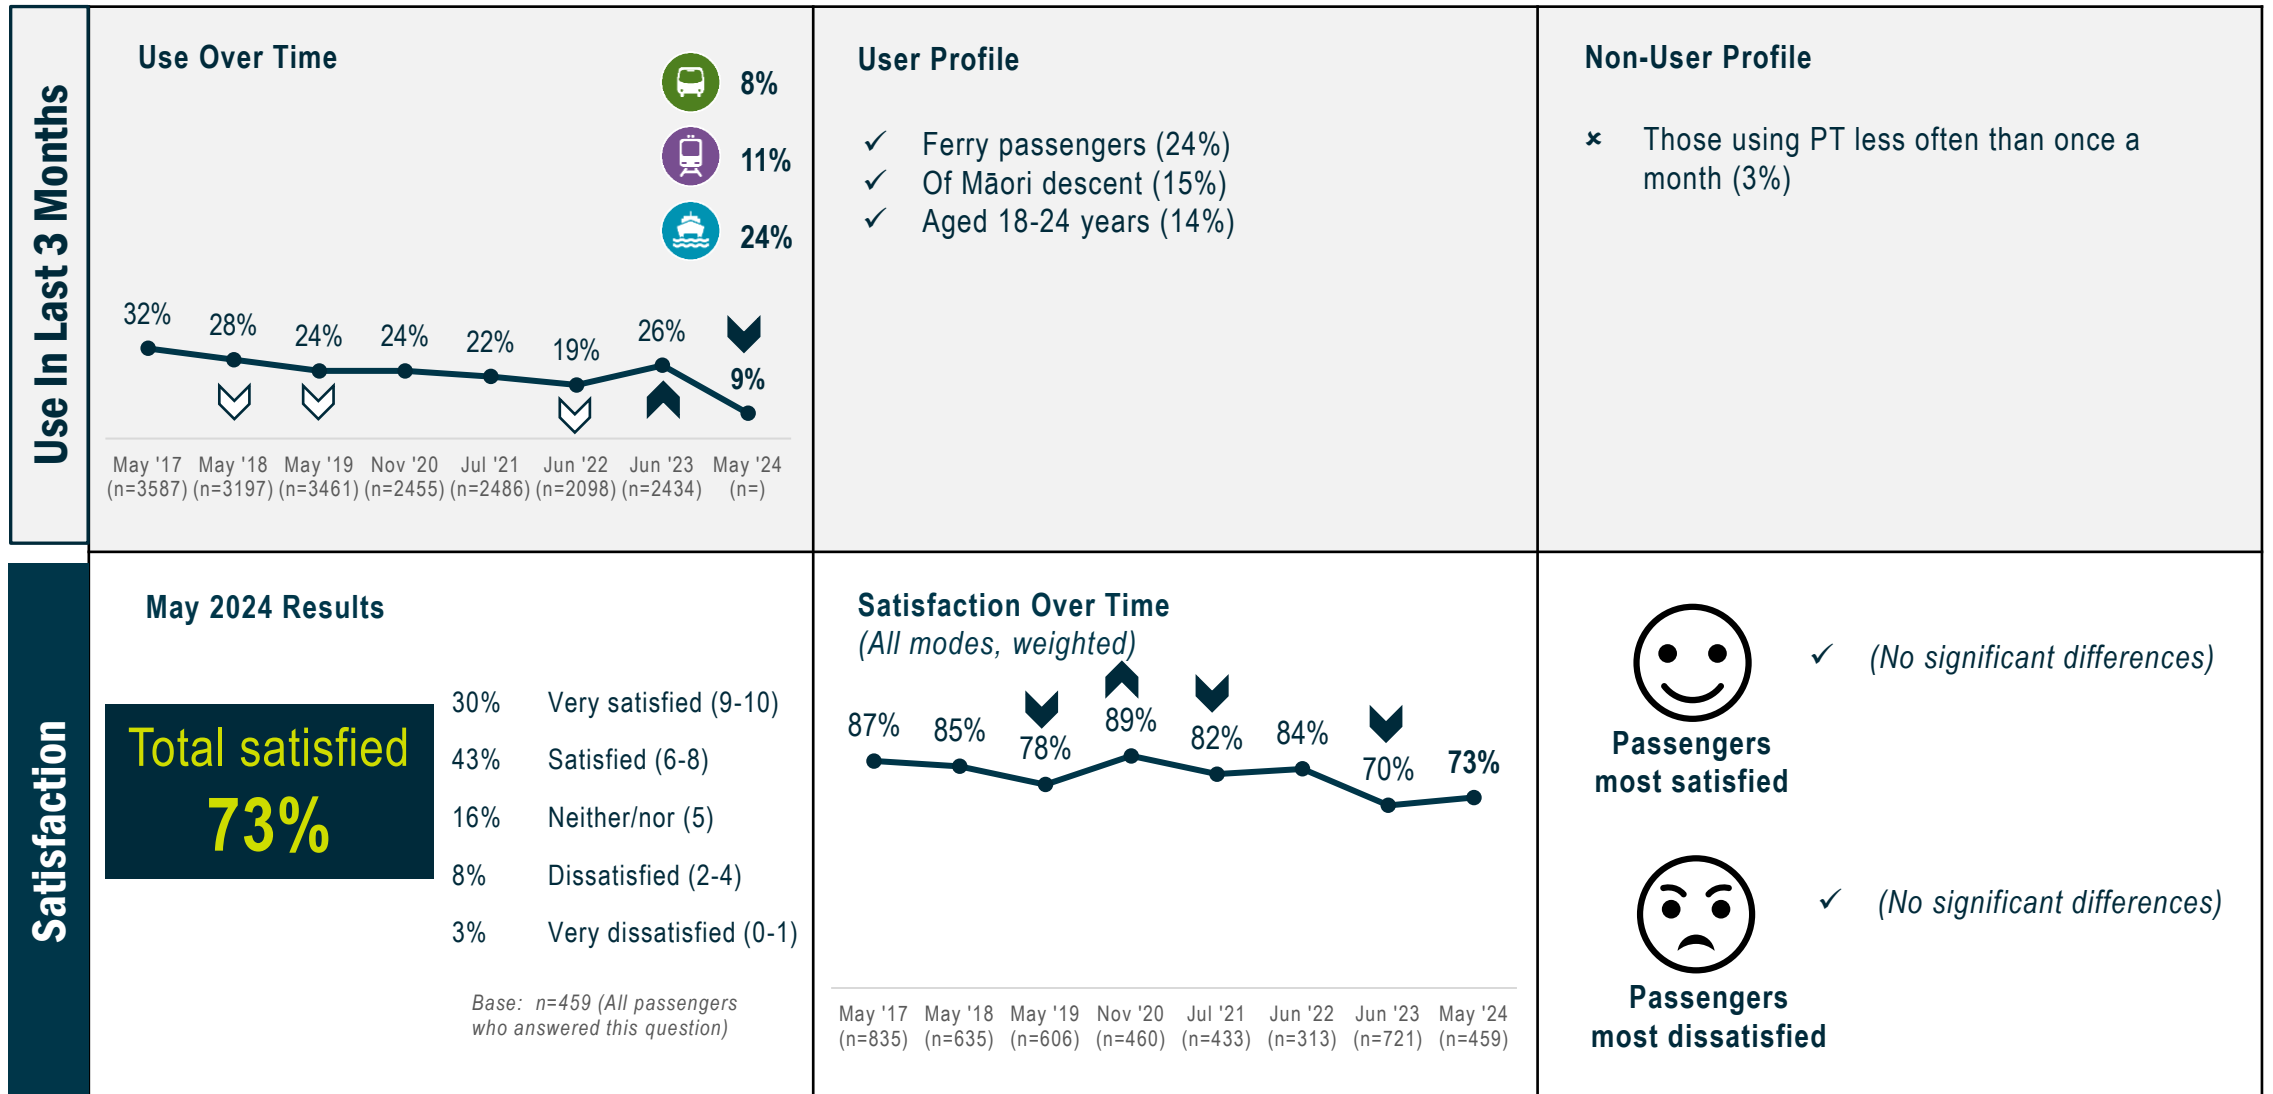 Use In Last 3 Months
Use Over Time
8%
11%
24%
32%
28%
24%
24%
22%
19%
26%
9%
May '17 May '18 May '19 Nov '20 Jul '21 Jun '22 Jun '23 May '24
(n=3587) (n=3197) (n=3461) (n=2455) (n=2486) (n=2098) (n=2434) (n=)
User Profile
✓ Ferry passengers (24%)
✓ Of Māori descent (15%)
✓ Aged 18-24 years (14%)
Non-User Profile
× Those using PT less often than once a
month (3%)
Satisfaction
May 2024 Results
Total satisfied
73%
30% Very satisfied (9-10)
43% Satisfied (6-8)
16% Neither/nor (5)
8% Dissatisfied (2-4)
3% Very dissatisfied (0-1)
Base: n=459 (All passengers
who answered this question)
Satisfaction Over Time
(All modes, weighted)
87%
85%
78%
89%
82%
84%
70%
73%
May '17 May '18 May '19 Nov '20 Jul '21 Jun '22 Jun '23 May '24
(n=835) (n=635) (n=606) (n=460) (n=433) (n=313) (n=721) (n=459)
✓ (No significant differences)
Passengers
most satisfied
✓ (No significant differences)
Passengers
most dissatisfied